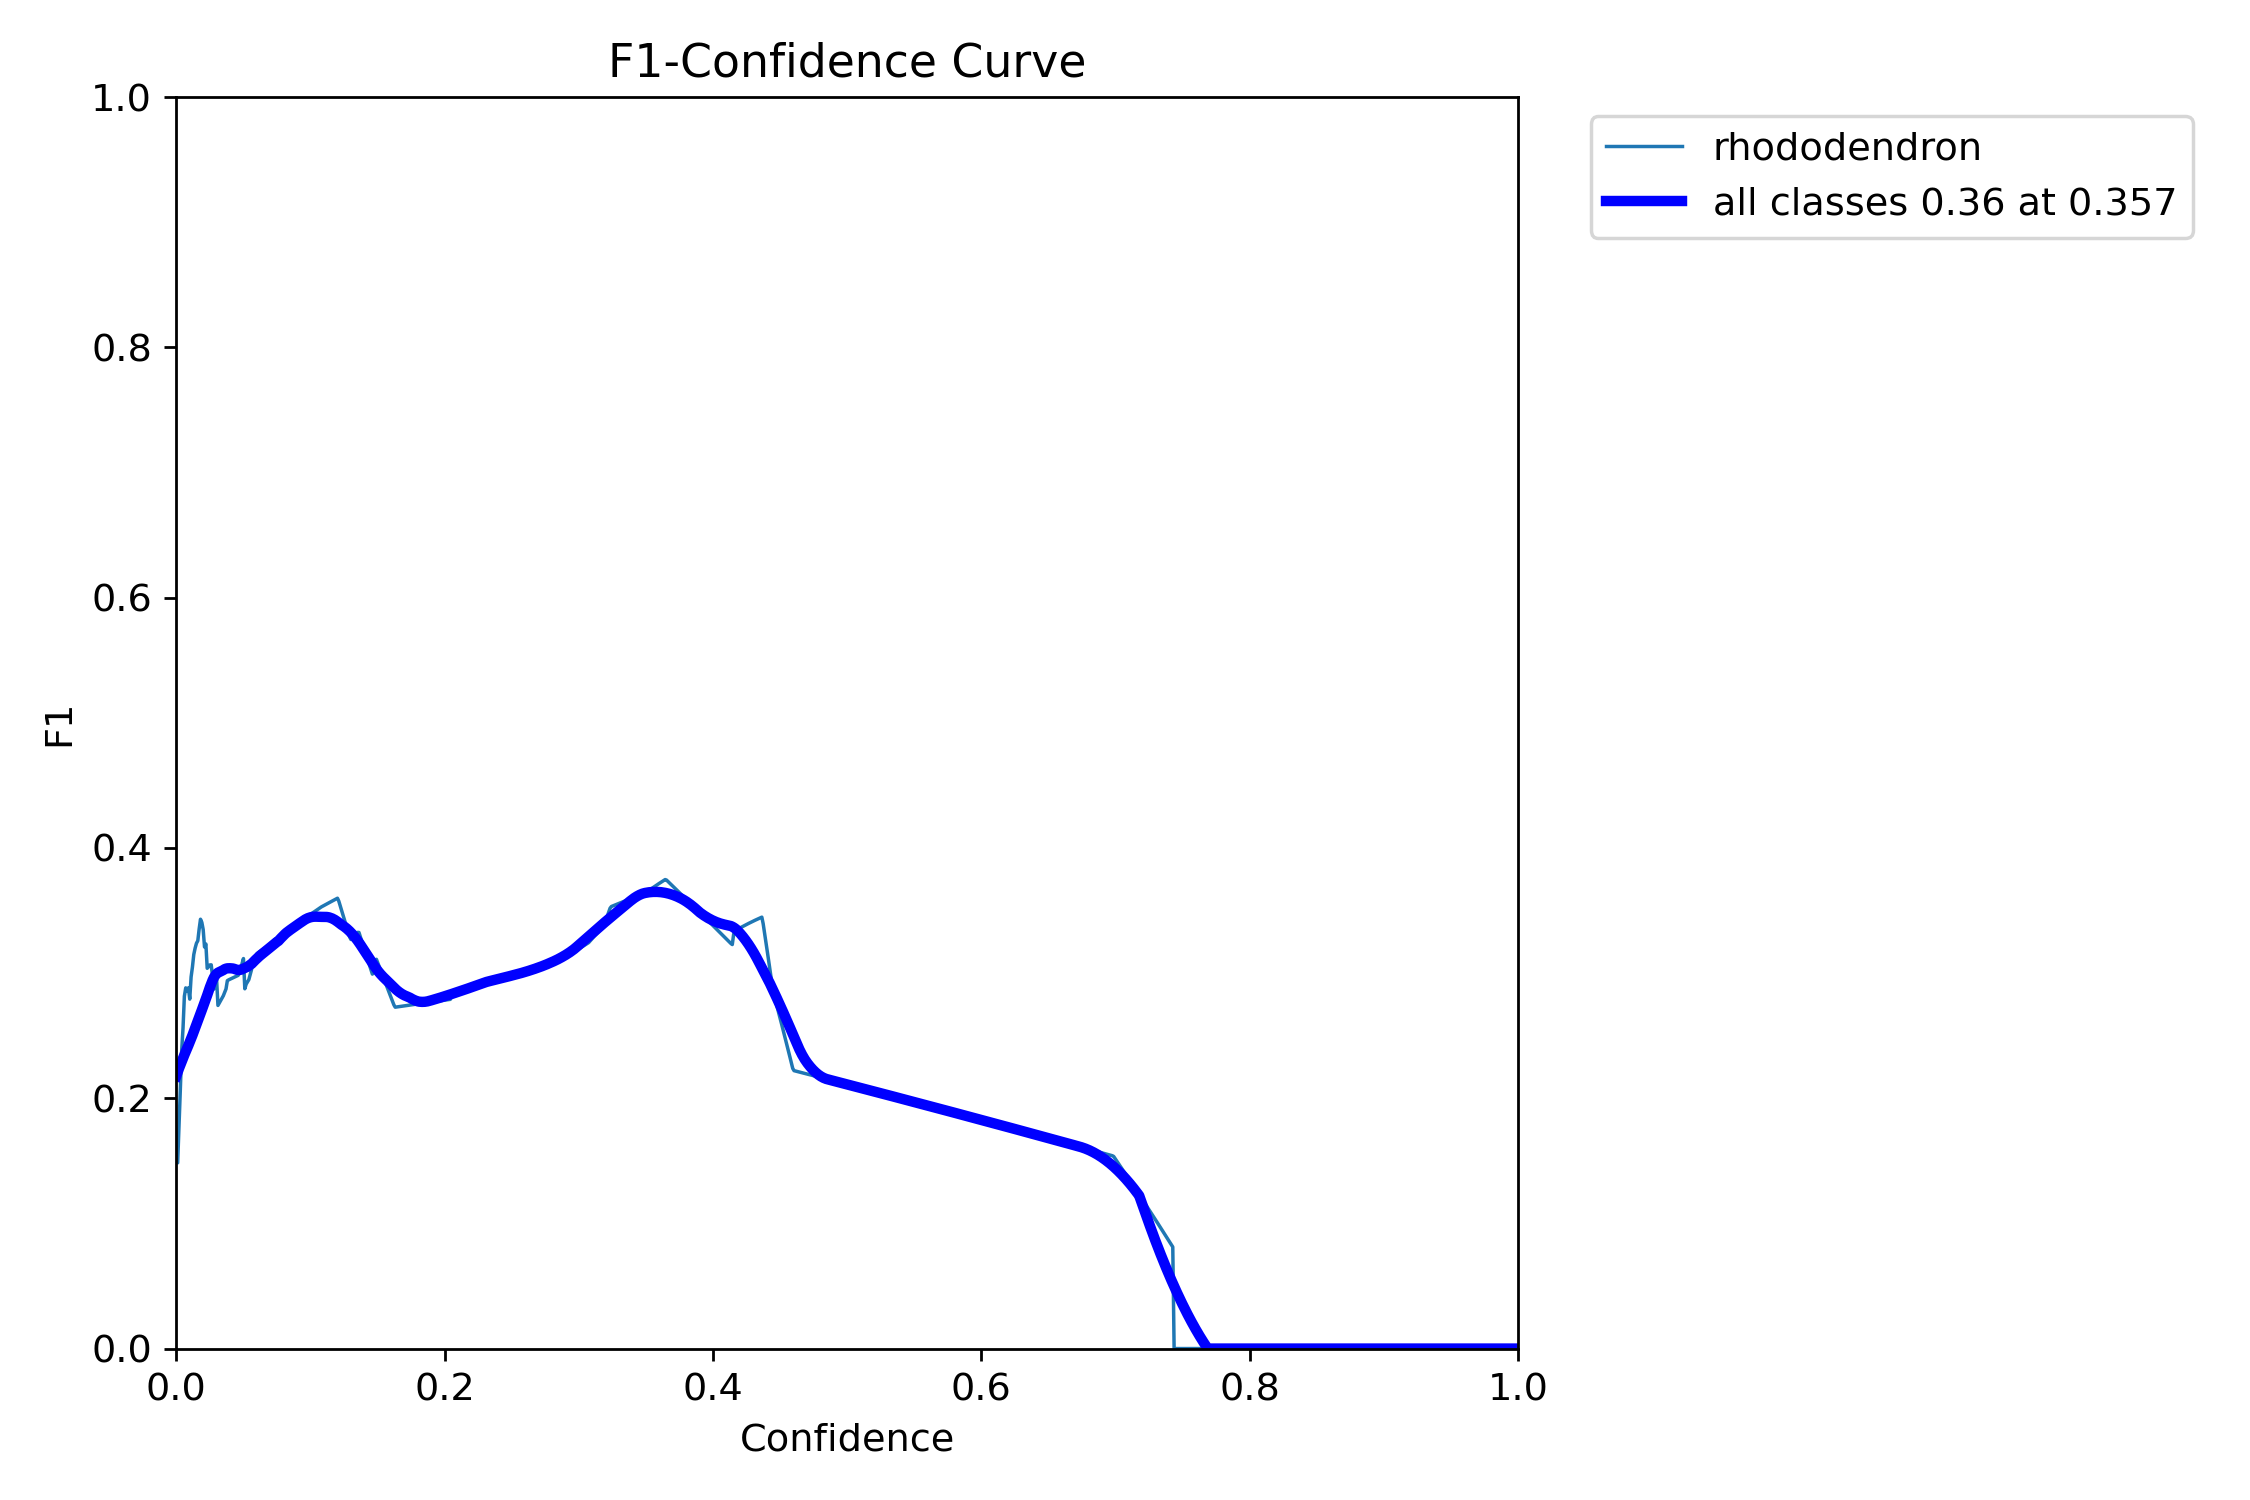 F1-Confidence Curve
1.0
0.8
0.6
0.4
0.2
0.0
F1
0.0 0.2 0.4 0.6 0.8 1.0
Confidence
rhododendron
all classes 0.36 at 0.357